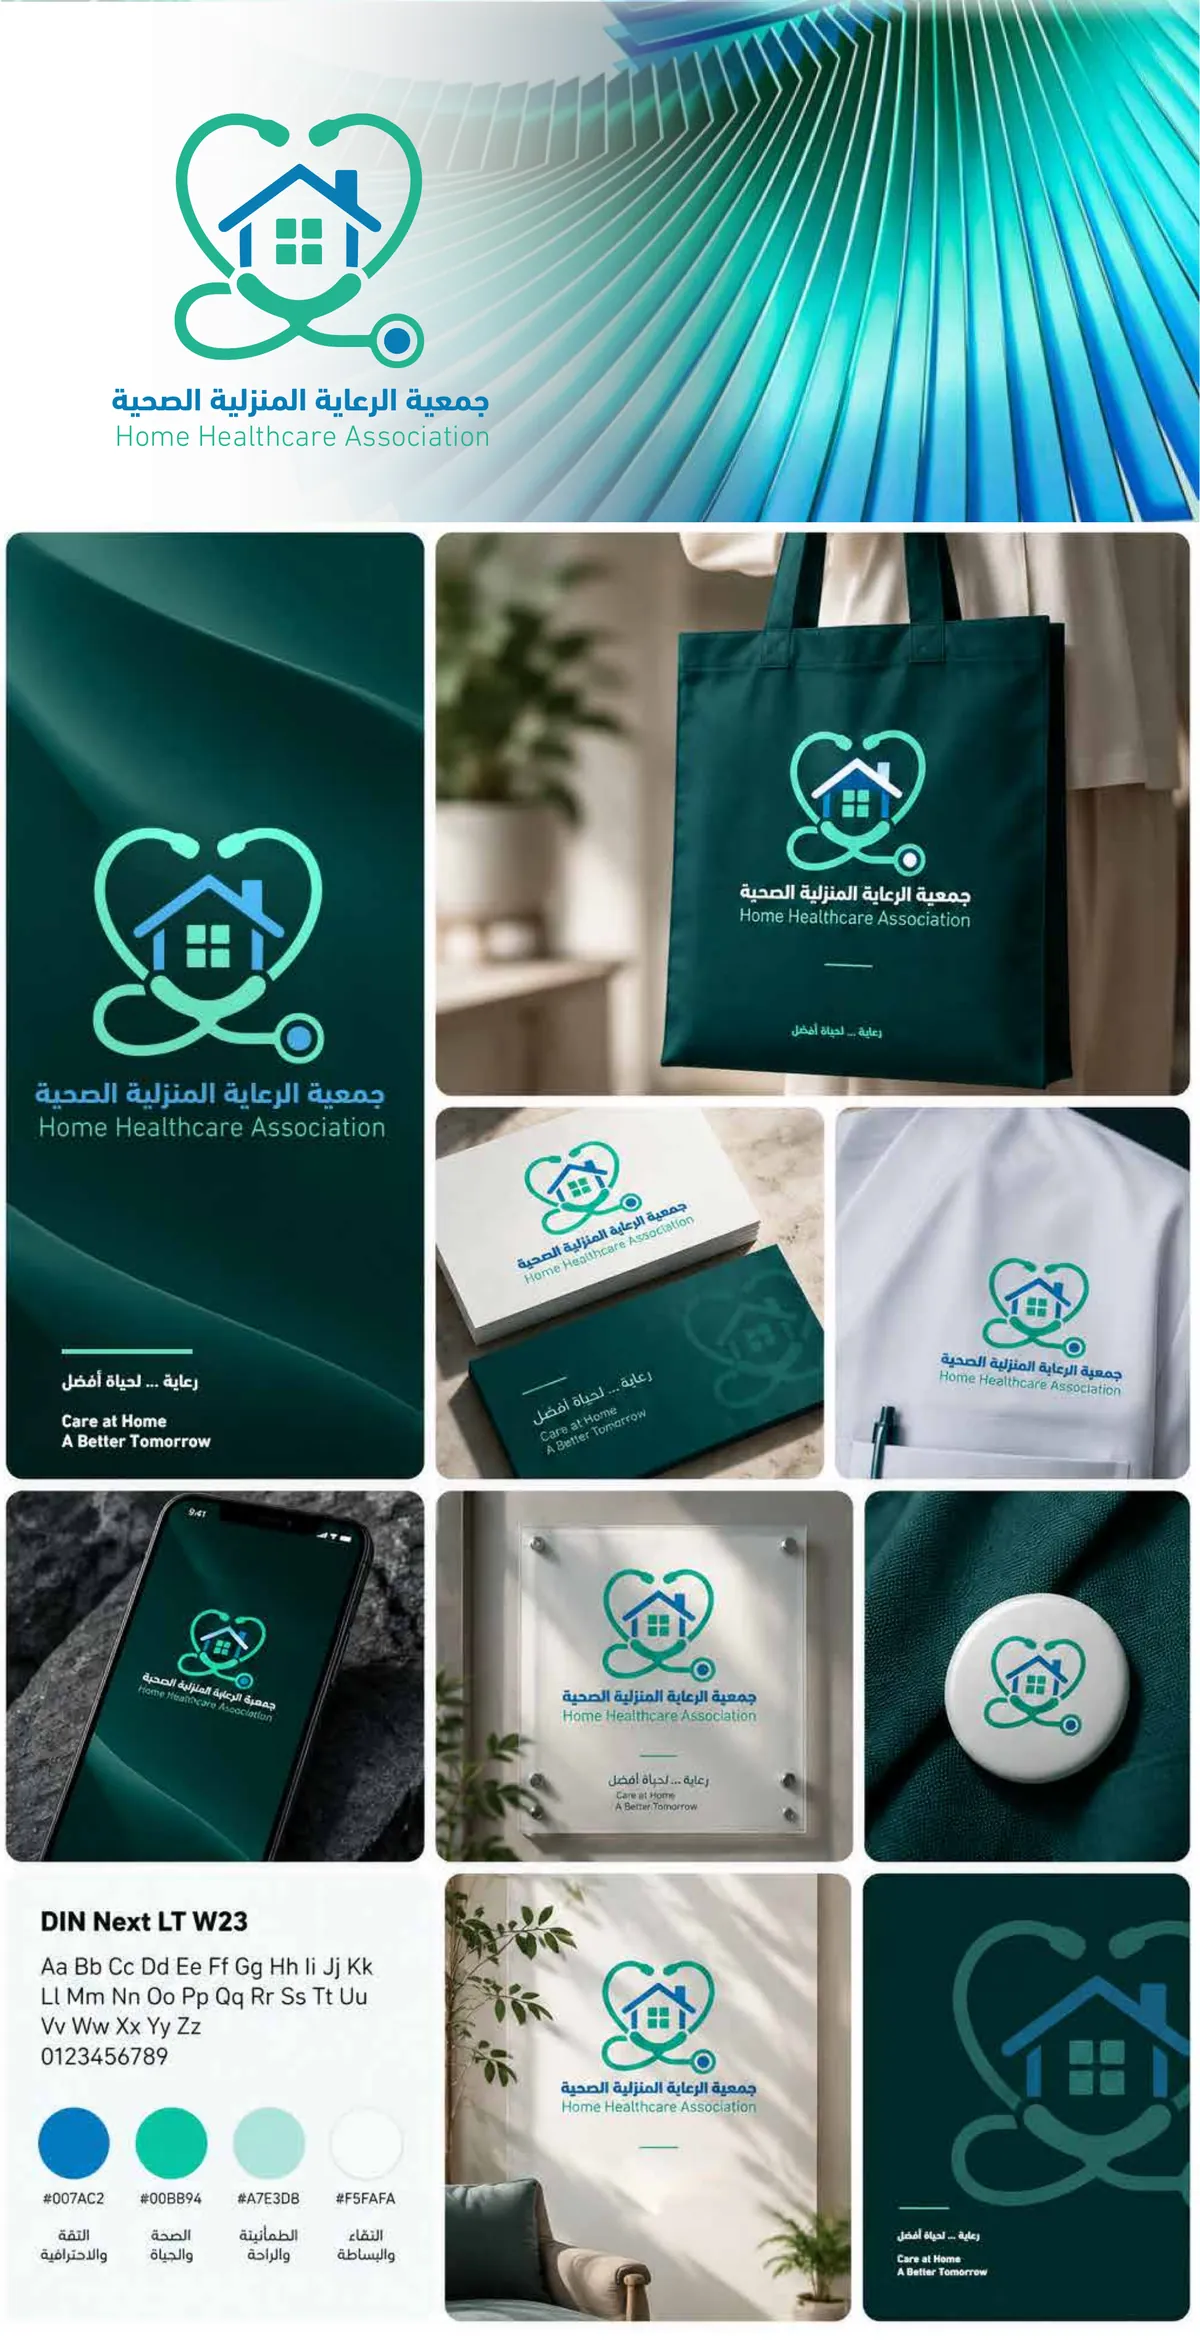 جمعية الرعاية المنزلية الصحية
Home Healthcare Association
جمعية الرعاية المنزلية الصحية
Home Healthcare Association
رعاية ... لحياة أفضل
Care at Home
A Better Tomorrow
جمعية الرعاية المنزلية الصحية
Home Healthcare Association
رعاية ... لحياة أفضل
جمعية الرعاية المنزلية الصحية
Home Healthcare Association
رعاية ... لحياة أفضل
Care at Home
A Better Tomorrow
جمعية الرعاية المنزلية الصحية
Home Healthcare Association
9:41
جمعية الرعاية المنزلية الصحية
Home Healthcare Association
جمعية الرعاية المنزلية الصحية
Home Healthcare Association
رعاية ... لحياة أفضل
Care at Home
A Better Tomorrow
DIN Next LT W23
Aa Bb Cc Dd Ee Ff Gg Hh Ii Jj Kk
Ll Mm Nn Oo Pp Qq Rr Ss Tt Uu
Vv Ww Xx Yy Zz
0123456789
#007AC2 #00BB94 #A7E3DB #F5FAFA
الثقة الصحة الطمأنينة النقاء
والاحترافية والحياة والراحة والبساطة
جمعية الرعاية المنزلية الصحية
Home Healthcare Association
رعاية ... لحياة أفضل
Care at Home
A Better Tomorrow